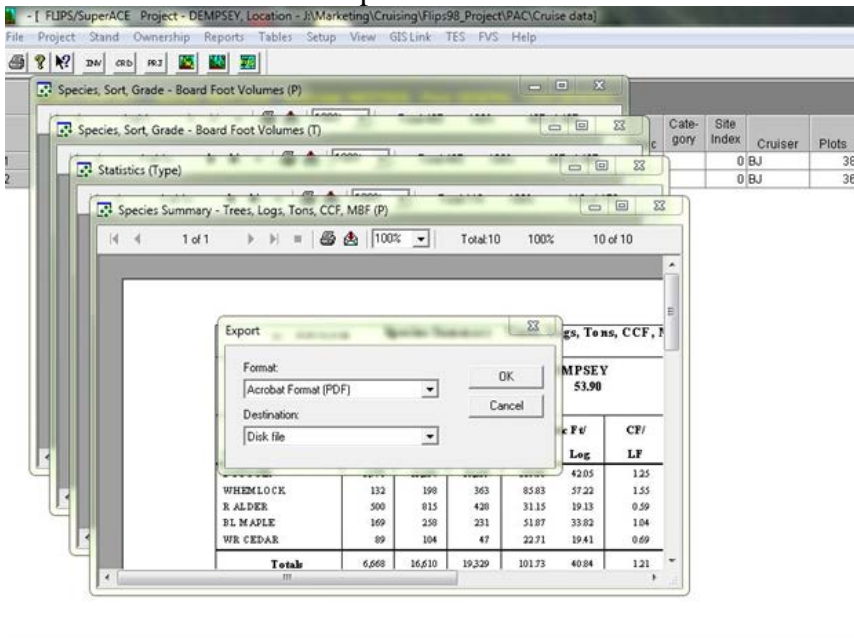 - [ FLIPS/SuperACE Project - DEMPSEY, Location - J:\Marketing\Cruising\Flips98_Project\PAC\Cruise data]
File Project Stand Ownership Reports Tables Setup View GISLink TES FVS Help
INV CRD PRJ
Species, Sort, Grade - Board Foot Volumes (P)
Species, Sort, Grade - Board Foot Volumes (T)
Statistics (Type)
Species Summary - Trees, Logs, Tons, CCF, MBF (P)
c Cate-gory Site Index Cruiser Plots
1 0 BJ 38
2 0 BJ 36
1 of 1 100% Total:10 100% 10 of 10
Export
gs, Tons, CCF, M
Format:
Acrobat Format (PDF)
OK
MPSEY
53.90
Destination:
Cancel
Disk file
c Ft/ CF/
Log LF
42.05 1.25
WHEMLOCK 132 198 363 85.83 57.22 1.55
R ALDER 500 815 428 31.15 19.13 0.59
BL MAPLE 169 258 231 51.87 33.82 1.04
WR CEDAR 89 104 47 22.71 19.41 0.69
Totals 6,668 16,610 19,329 101.73 40.84 1.21